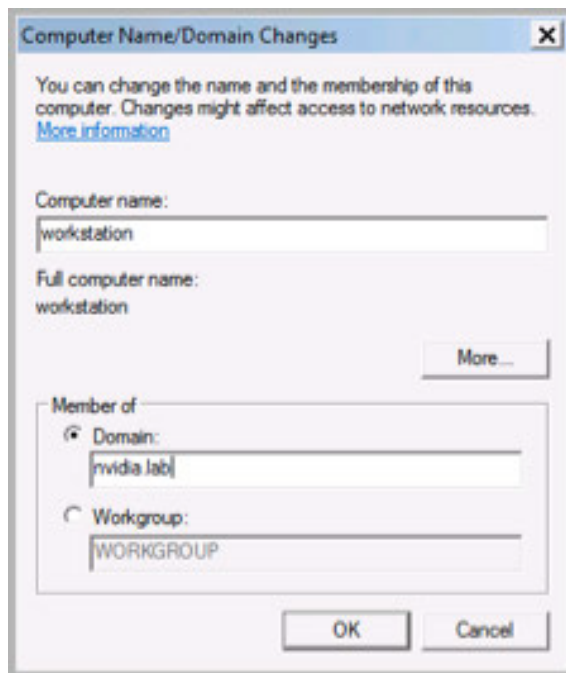 Computer Name/Domain Changes
You can change the name and the membership of this
computer. Changes might affect access to network resources.
More information
Computer name:
workstation
Full computer name:
workstation
More...
Member of
Domain:
nvidia.lab
Workgroup:
WORKGROUP
OK Cancel